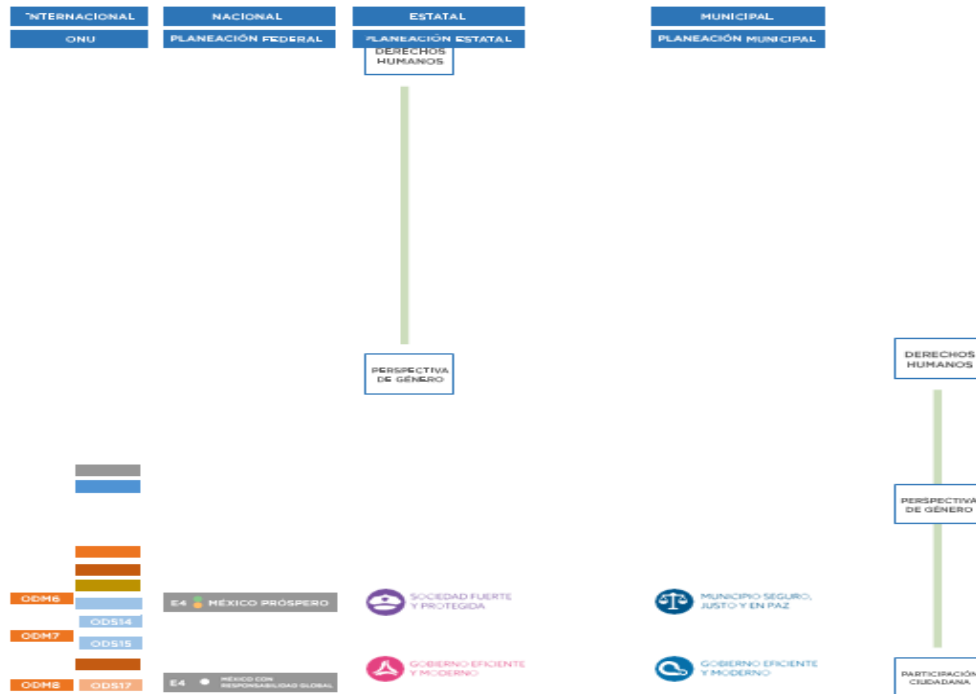 INTERNACIONAL
NACIONAL
ESTATAL
MUNICIPAL
ONU
PLANEACIÓN FEDERAL
PLANEACIÓN ESTATAL
PLANEACIÓN MUNICIPAL
DERECHOS
HUMANOS
PERSPECTIVA
DE GÉNERO
DERECHOS
HUMANOS
PERSPECTIVA
DE GÉNERO
ODM6
E4 MÉXICO PRÓSPERO
SOCIEDAD FUERTE
Y PROTEGIDA
MUNICIPIO SEGURO,
JUSTO Y EN PAZ
ODS14
ODM7
ODS15
ODM8
ODS17
E4 MÉXICO CON
RESPONSABILIDAD GLOBAL
GOBIERNO EFICIENTE
Y MODERNO
GOBIERNO EFICIENTE
Y MODERNO
PARTICIPACIÓN
CIUDADANA